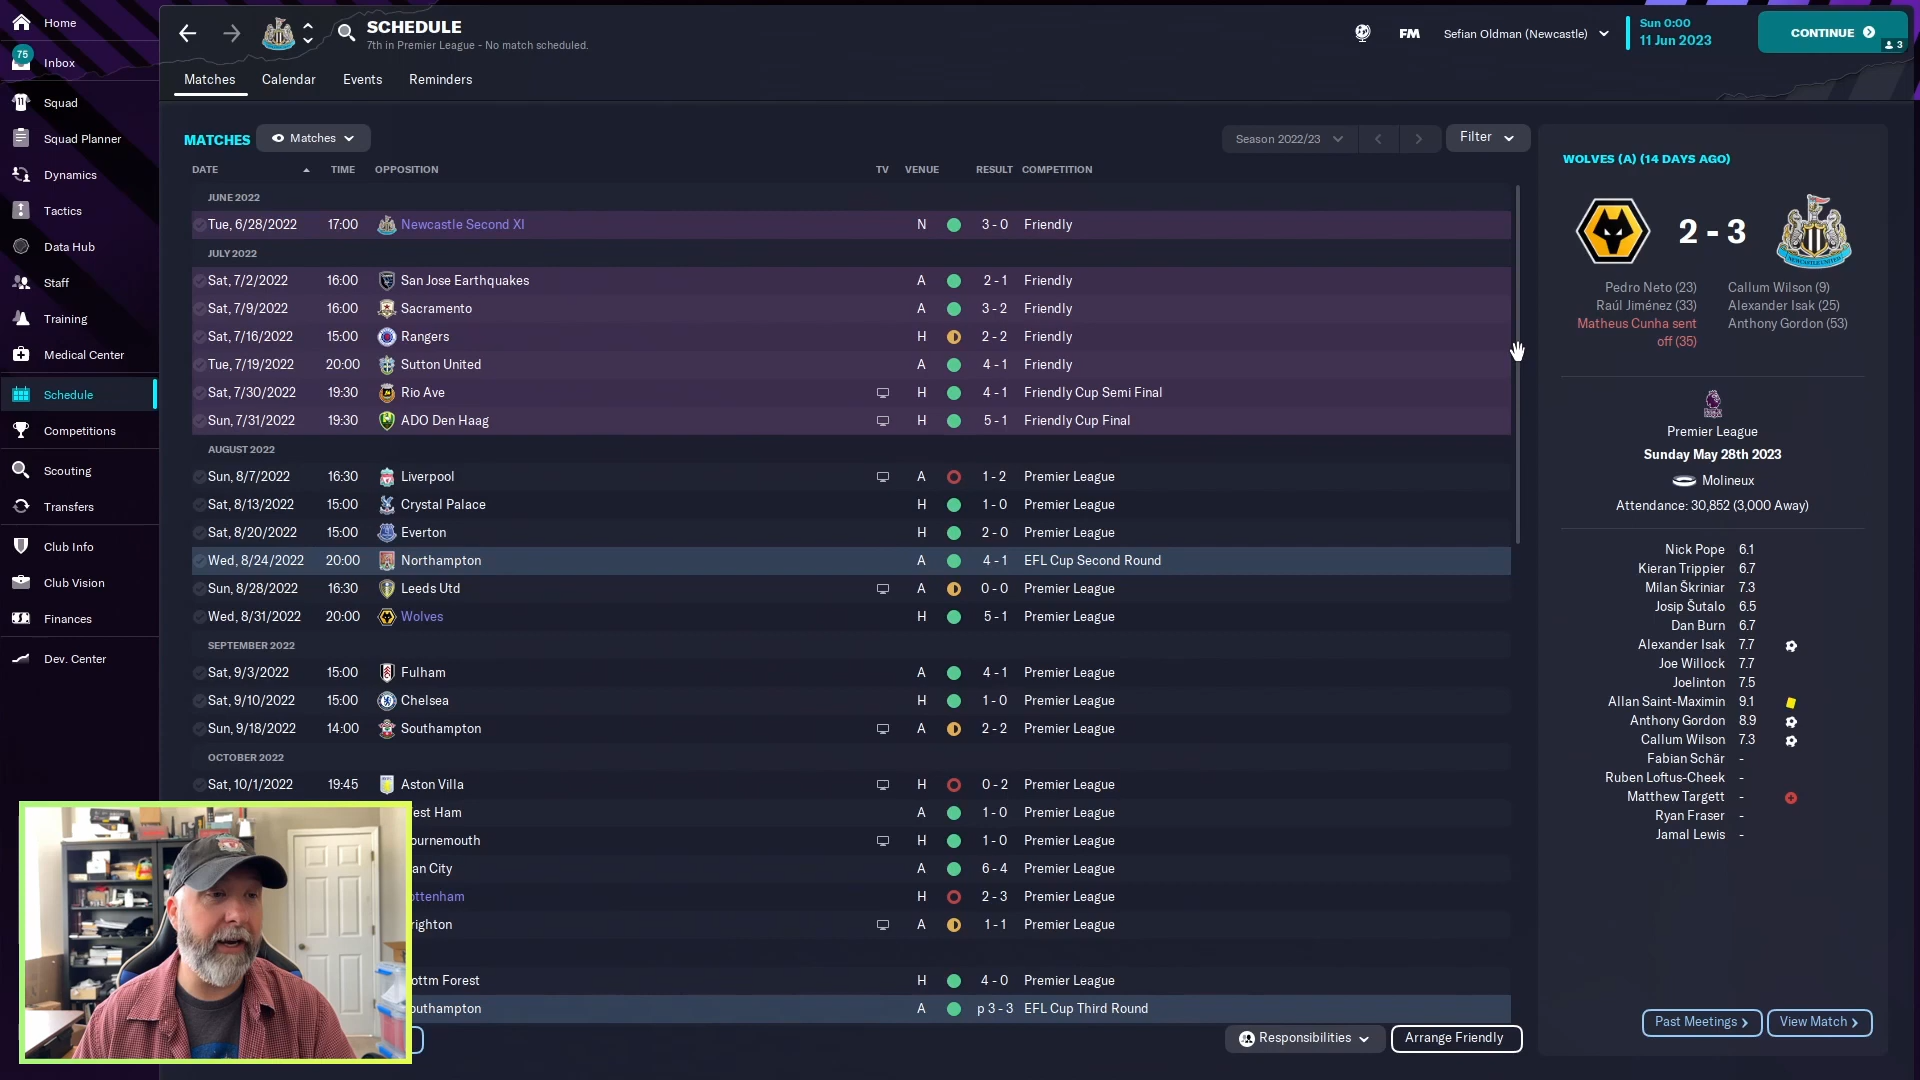 Home
75
Inbox
Squad
Squad Planner
Dynamics
Tactics
Data Hub
Staff
Training
Medical Center
Schedule
Competitions
Scouting
Transfers
Club Info
Club Vision
Finances
Dev. Center
SCHEDULE
7th in Premier League - No match scheduled.
FM
Sefian Oldman (Newcastle)
Sun 0:00
11 Jun 2023
CONTINUE
3
Matches Calendar Events Reminders
MATCHES Matches Season 2022/23 Filter
DATE TIME OPPOSITION TV VENUE RESULT COMPETITION
JUNE 2022
Tue, 6/28/2022 17:00 Newcastle Second XI N 3 - 0 Friendly
JULY 2022
Sat, 7/2/2022 16:00 San Jose Earthquakes A 2 - 1 Friendly
Sat, 7/9/2022 16:00 Sacramento A 3 - 2 Friendly
Sat, 7/16/2022 15:00 Rangers H 2 - 2 Friendly
Tue, 7/19/2022 20:00 Sutton United A 4 - 1 Friendly
Sat, 7/30/2022 19:30 Rio Ave H 4 - 1 Friendly Cup Semi Final
Sun, 7/31/2022 19:30 ADO Den Haag H 5 - 1 Friendly Cup Final
AUGUST 2022
Sun, 8/7/2022 16:30 Liverpool A 1 - 2 Premier League
Sat, 8/13/2022 15:00 Crystal Palace H 1 - 0 Premier League
Sat, 8/20/2022 15:00 Everton H 2 - 0 Premier League
Wed, 8/24/2022 20:00 Northampton A 4 - 1 EFL Cup Second Round
Sun, 8/28/2022 16:30 Leeds Utd A 0 - 0 Premier League
Wed, 8/31/2022 20:00 Wolves H 5 - 1 Premier League
SEPTEMBER 2022
Sat, 9/3/2022 15:00 Fulham A 4 - 1 Premier League
Sat, 9/10/2022 15:00 Chelsea H 1 - 0 Premier League
Sun, 9/18/2022 14:00 Southampton A 2 - 2 Premier League
OCTOBER 2022
Sat, 10/1/2022 19:45 Aston Villa H 0 - 2 Premier League
est Ham A 1 - 0 Premier League
ournemouth H 1 - 0 Premier League
an City A 6 - 4 Premier League
ottenham H 2 - 3 Premier League
righton A 1 - 1 Premier League
ottm Forest H 4 - 0 Premier League
outhampton A p 3 - 3 EFL Cup Third Round
Responsibilities Arrange Friendly
WOLVES (A) (14 DAYS AGO)
2 - 3
Pedro Neto (23) Callum Wilson (9)
Raúl Jiménez (33) Alexander Isak (25)
Matheus Cunha sent Anthony Gordon (53)
off (35)
Premier League
Sunday May 28th 2023
Molineux
Attendance: 30,852 (3,000 Away)
Nick Pope 6.1
Kieran Trippier 6.7
Milan Škriniar 7.3
Josip Šutalo 6.5
Dan Burn 6.7
Alexander Isak 7.7
Joe Willock 7.7
Joelinton 7.5
Allan Saint-Maximin 9.1
Anthony Gordon 8.9
Callum Wilson 7.3
Fabian Schär -
Ruben Loftus-Cheek -
Matthew Targett -
Ryan Fraser -
Jamal Lewis -
Past Meetings View Match